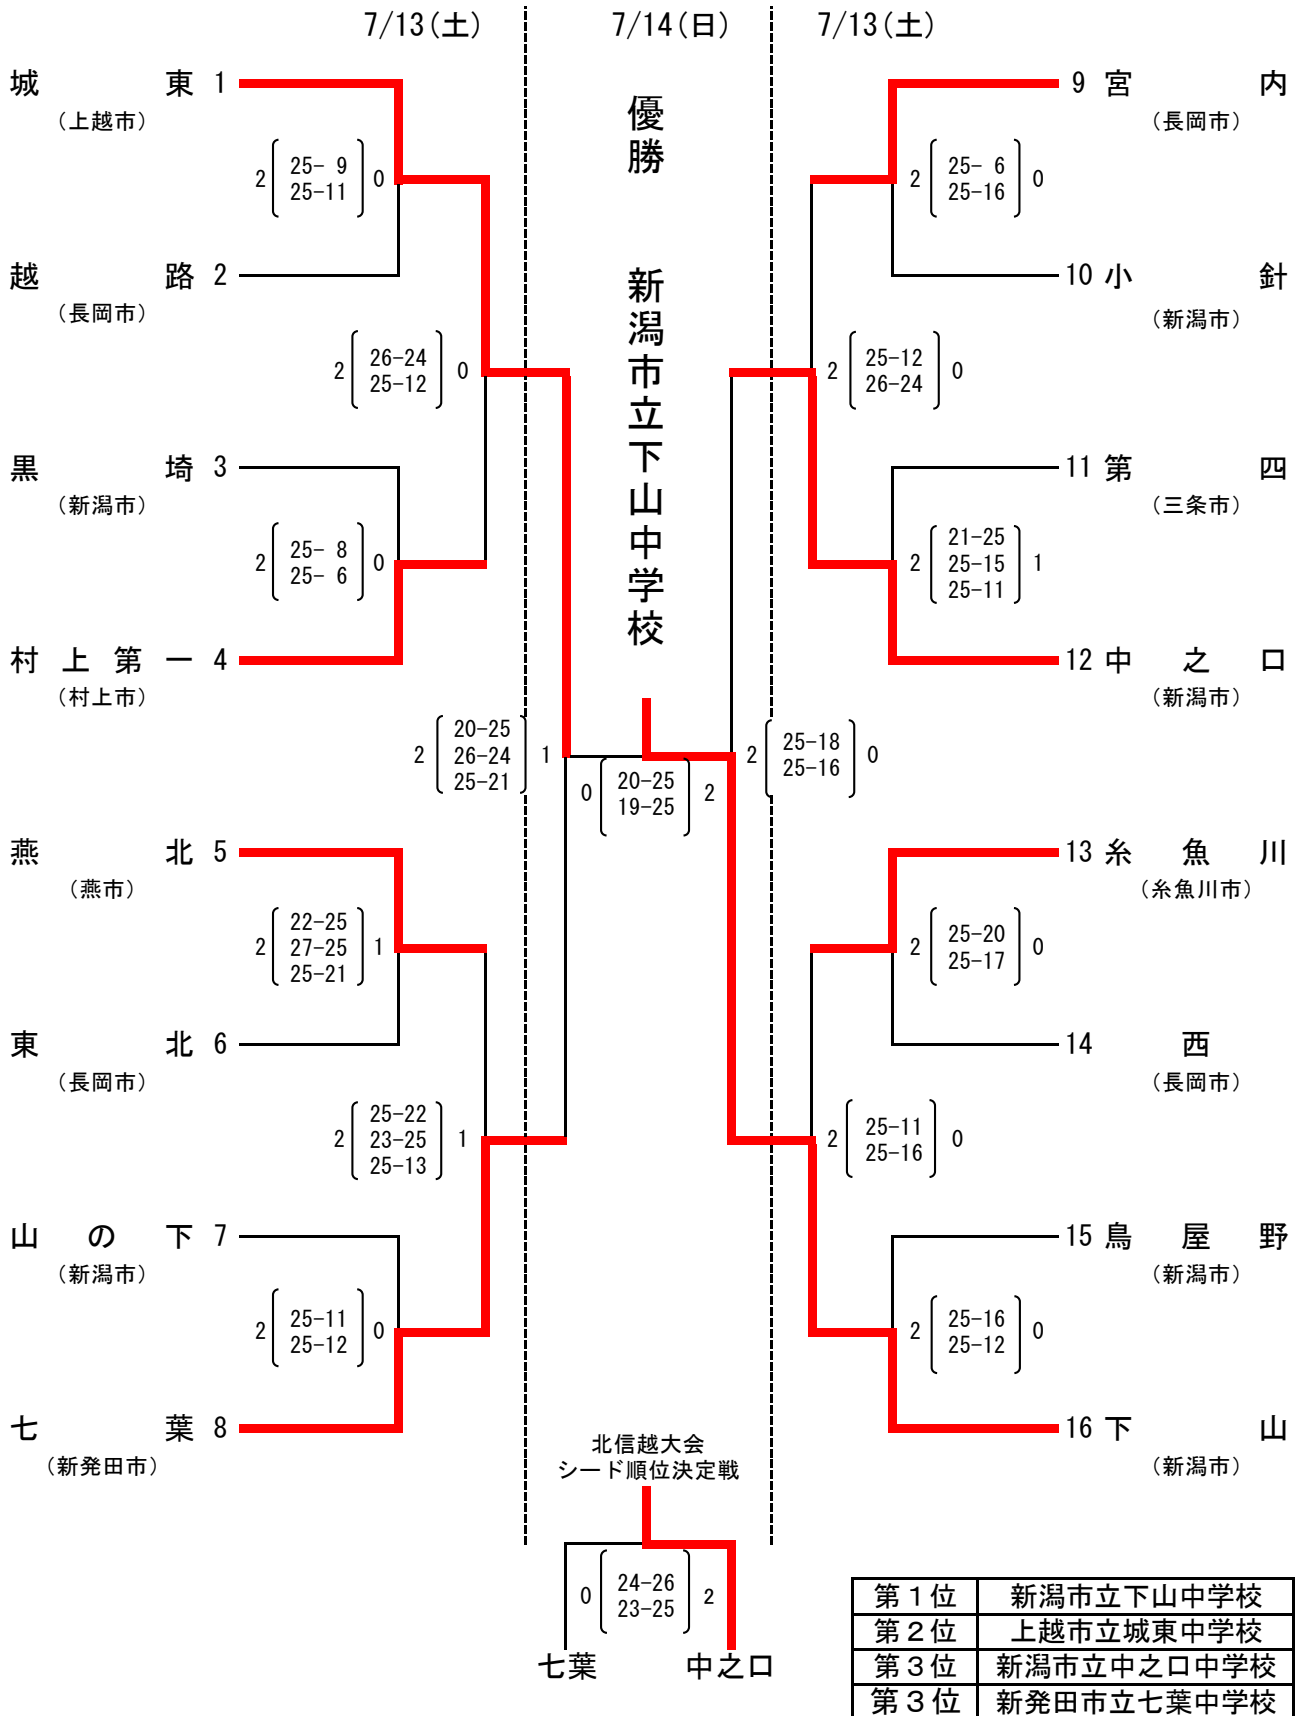 7/13(土)
7/14(日)
7/13(土)
優勝 新潟市立下山中学校
城東 1
(上越市)
2 25- 9 0
25-11
越路 2
(長岡市)
2 26-24 0
25-12
黒埼 3
(新潟市)
2 25- 8 0
25- 6
村上第一 4
(村上市)
2 20-25 1
26-24
25-21
燕北 5
(燕市)
2 22-25 1
27-25
25-21
東北 6
(長岡市)
2 25-22 1
23-25
25-13
山の下 7
(新潟市)
2 25-11 0
25-12
七葉 8
(新発田市)
0 20-25 2
19-25
9 宮内
(長岡市)
2 25- 6 0
25-16
10 小針
(新潟市)
2 25-12 0
26-24
11 第四
(三条市)
2 21-25 1
25-15
25-11
12 中之口
(新潟市)
2 25-18 0
25-16
13 糸魚川
(糸魚川市)
2 25-20 0
25-17
14 西
(長岡市)
2 25-11 0
25-16
15 鳥屋野
(新潟市)
2 25-16 0
25-12
16 下山
(新潟市)
北信越大会
シード順位決定戦
0 24-26 2
23-25
七葉 中之口
第1位 新潟市立下山中学校
第2位 上越市立城東中学校
第3位 新潟市立中之口中学校
第3位 新発田市立七葉中学校